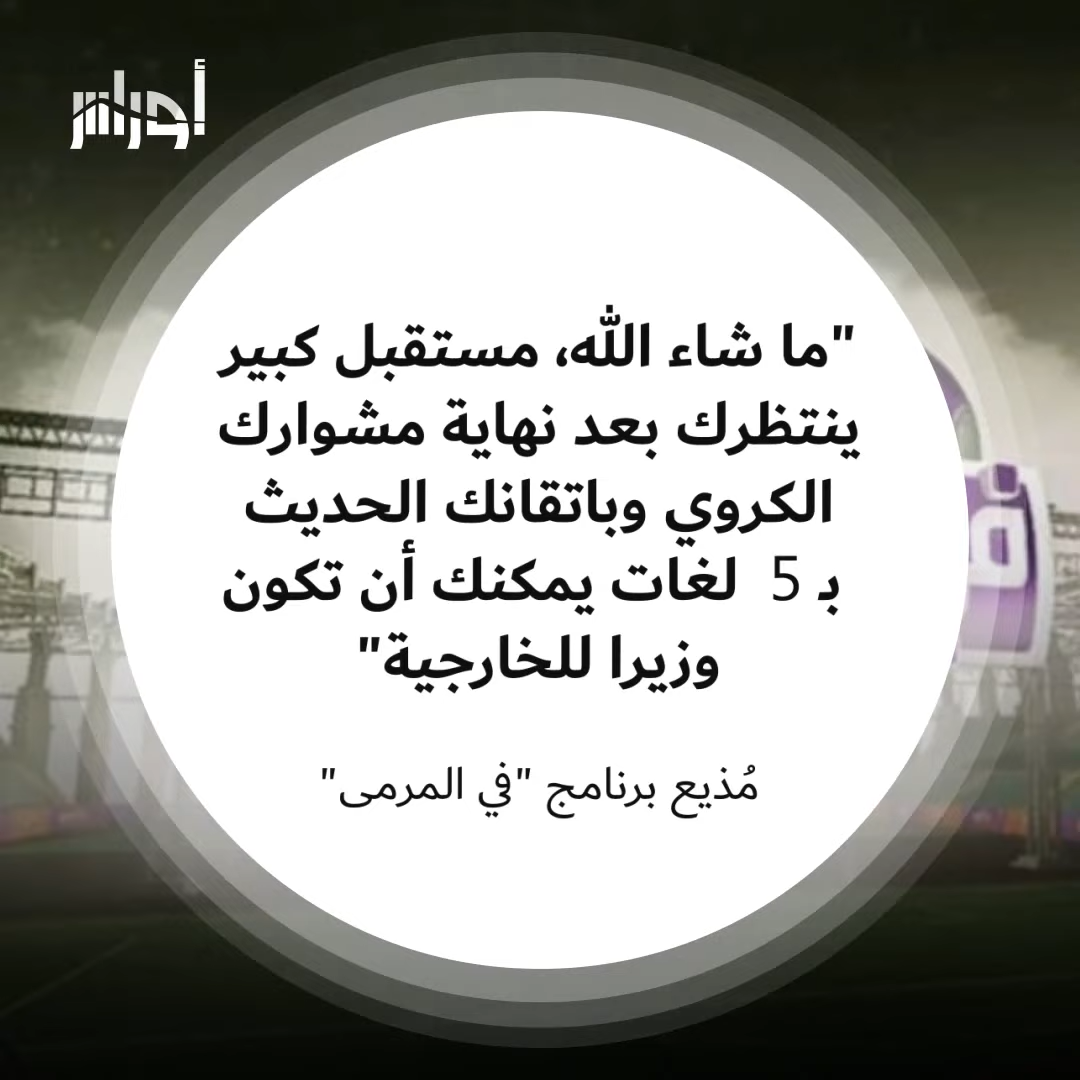 أوراس
"ما شاء الله، مستقبل كبير
ينتظرك بعد نهاية مشوارك
الكروي وباتقانك الحديث
بـ 5 لغات يمكنك أن تكون
وزيرا للخارجية"
مُذيع برنامج "في المرمى"